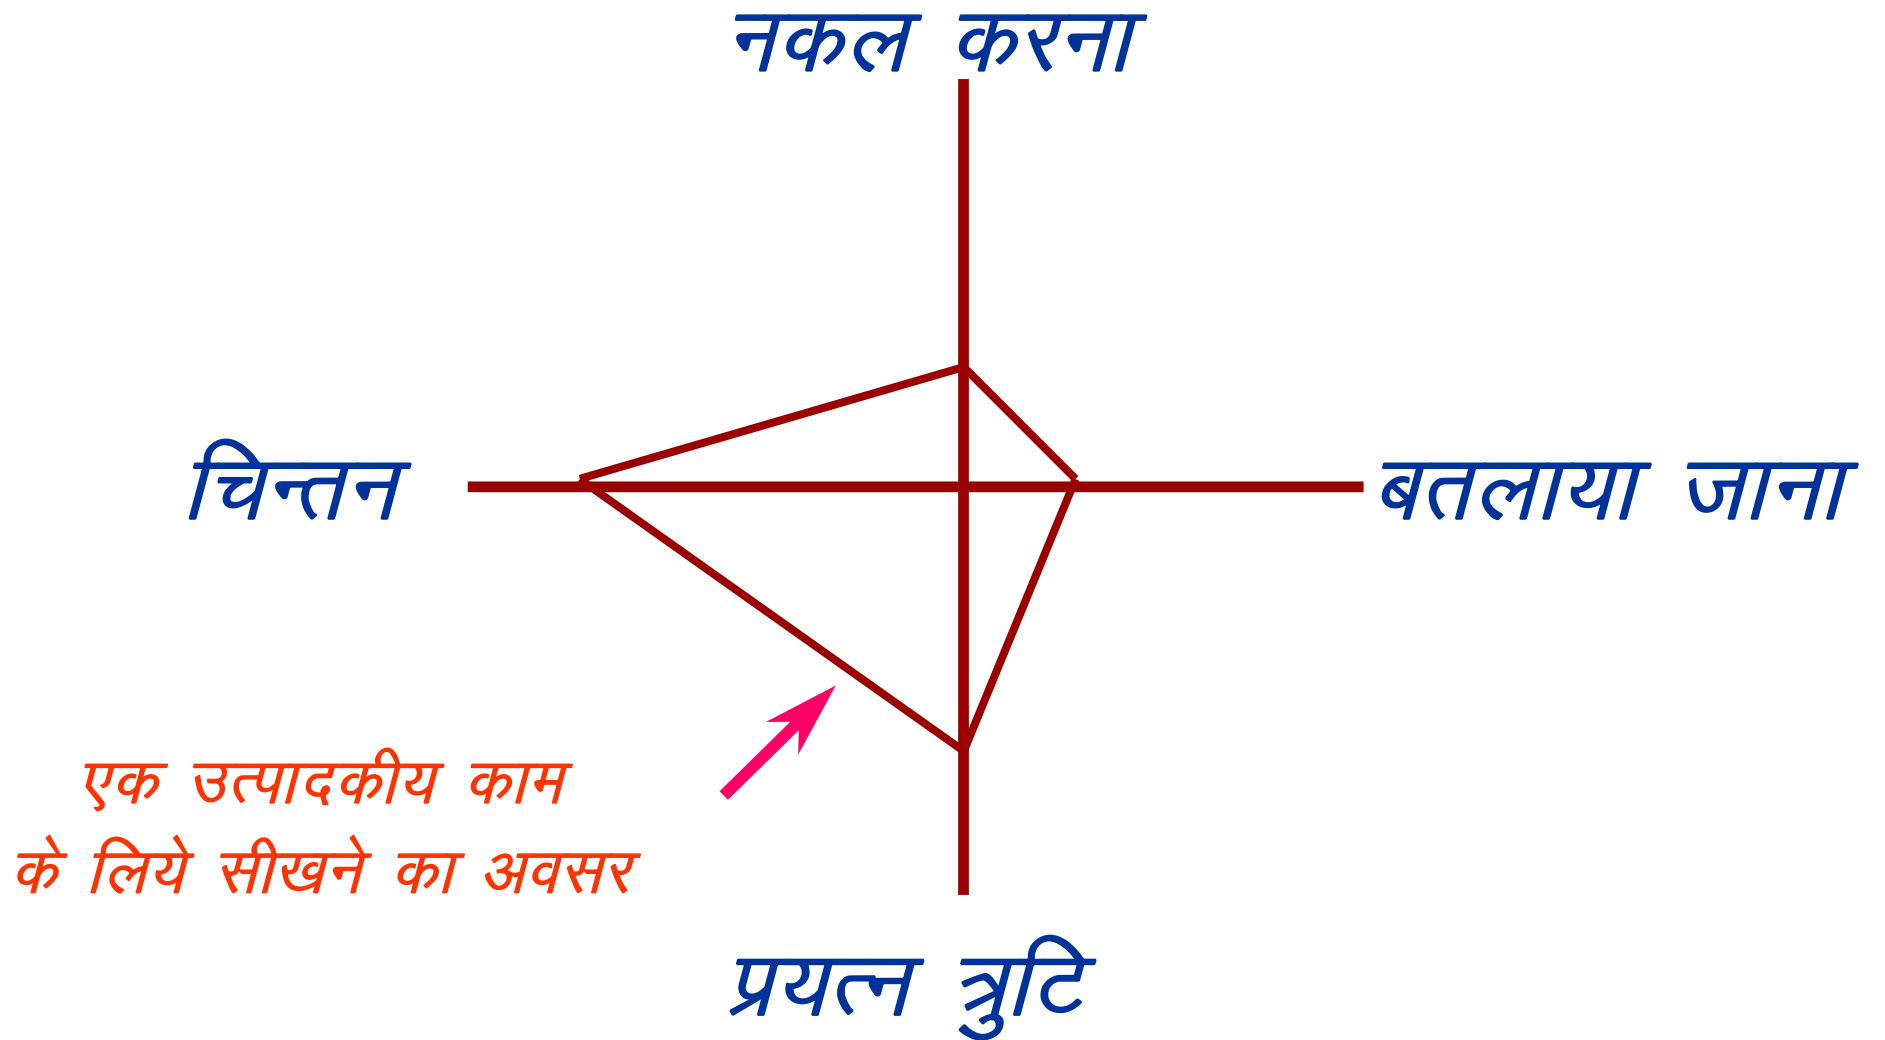 नकल करना
चिन्तन
बतलाया जाना
एक उत्पादकीय काम
के लिये सीखने का अवसर
प्रयत्न त्रुटि